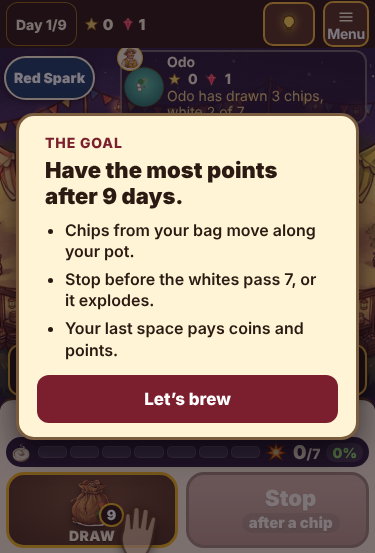 Day 1/9
★ 0 1
Menu
Red Spark
Odo
★ 0 1
Odo has drawn 3 chips,
white 2 of 7
THE GOAL
Have the most points
after 9 days.
• Chips from your bag move along
your pot.
• Stop before the whites pass 7, or
it explodes.
• Your last space pays coins and
points.
Let’s brew
0/7 0%
9
DRAW
Stop
after a chip